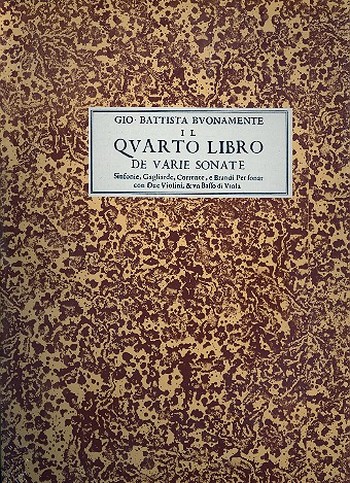 GIO· BATTISTA BVONAMENTE
IL
QVARTO LIBRO
DE VARIE SONATE
Sinfonie, Gagliarde, Corrente, e Brandi Per sonar
con Due Violini, & vn Basso di Viola